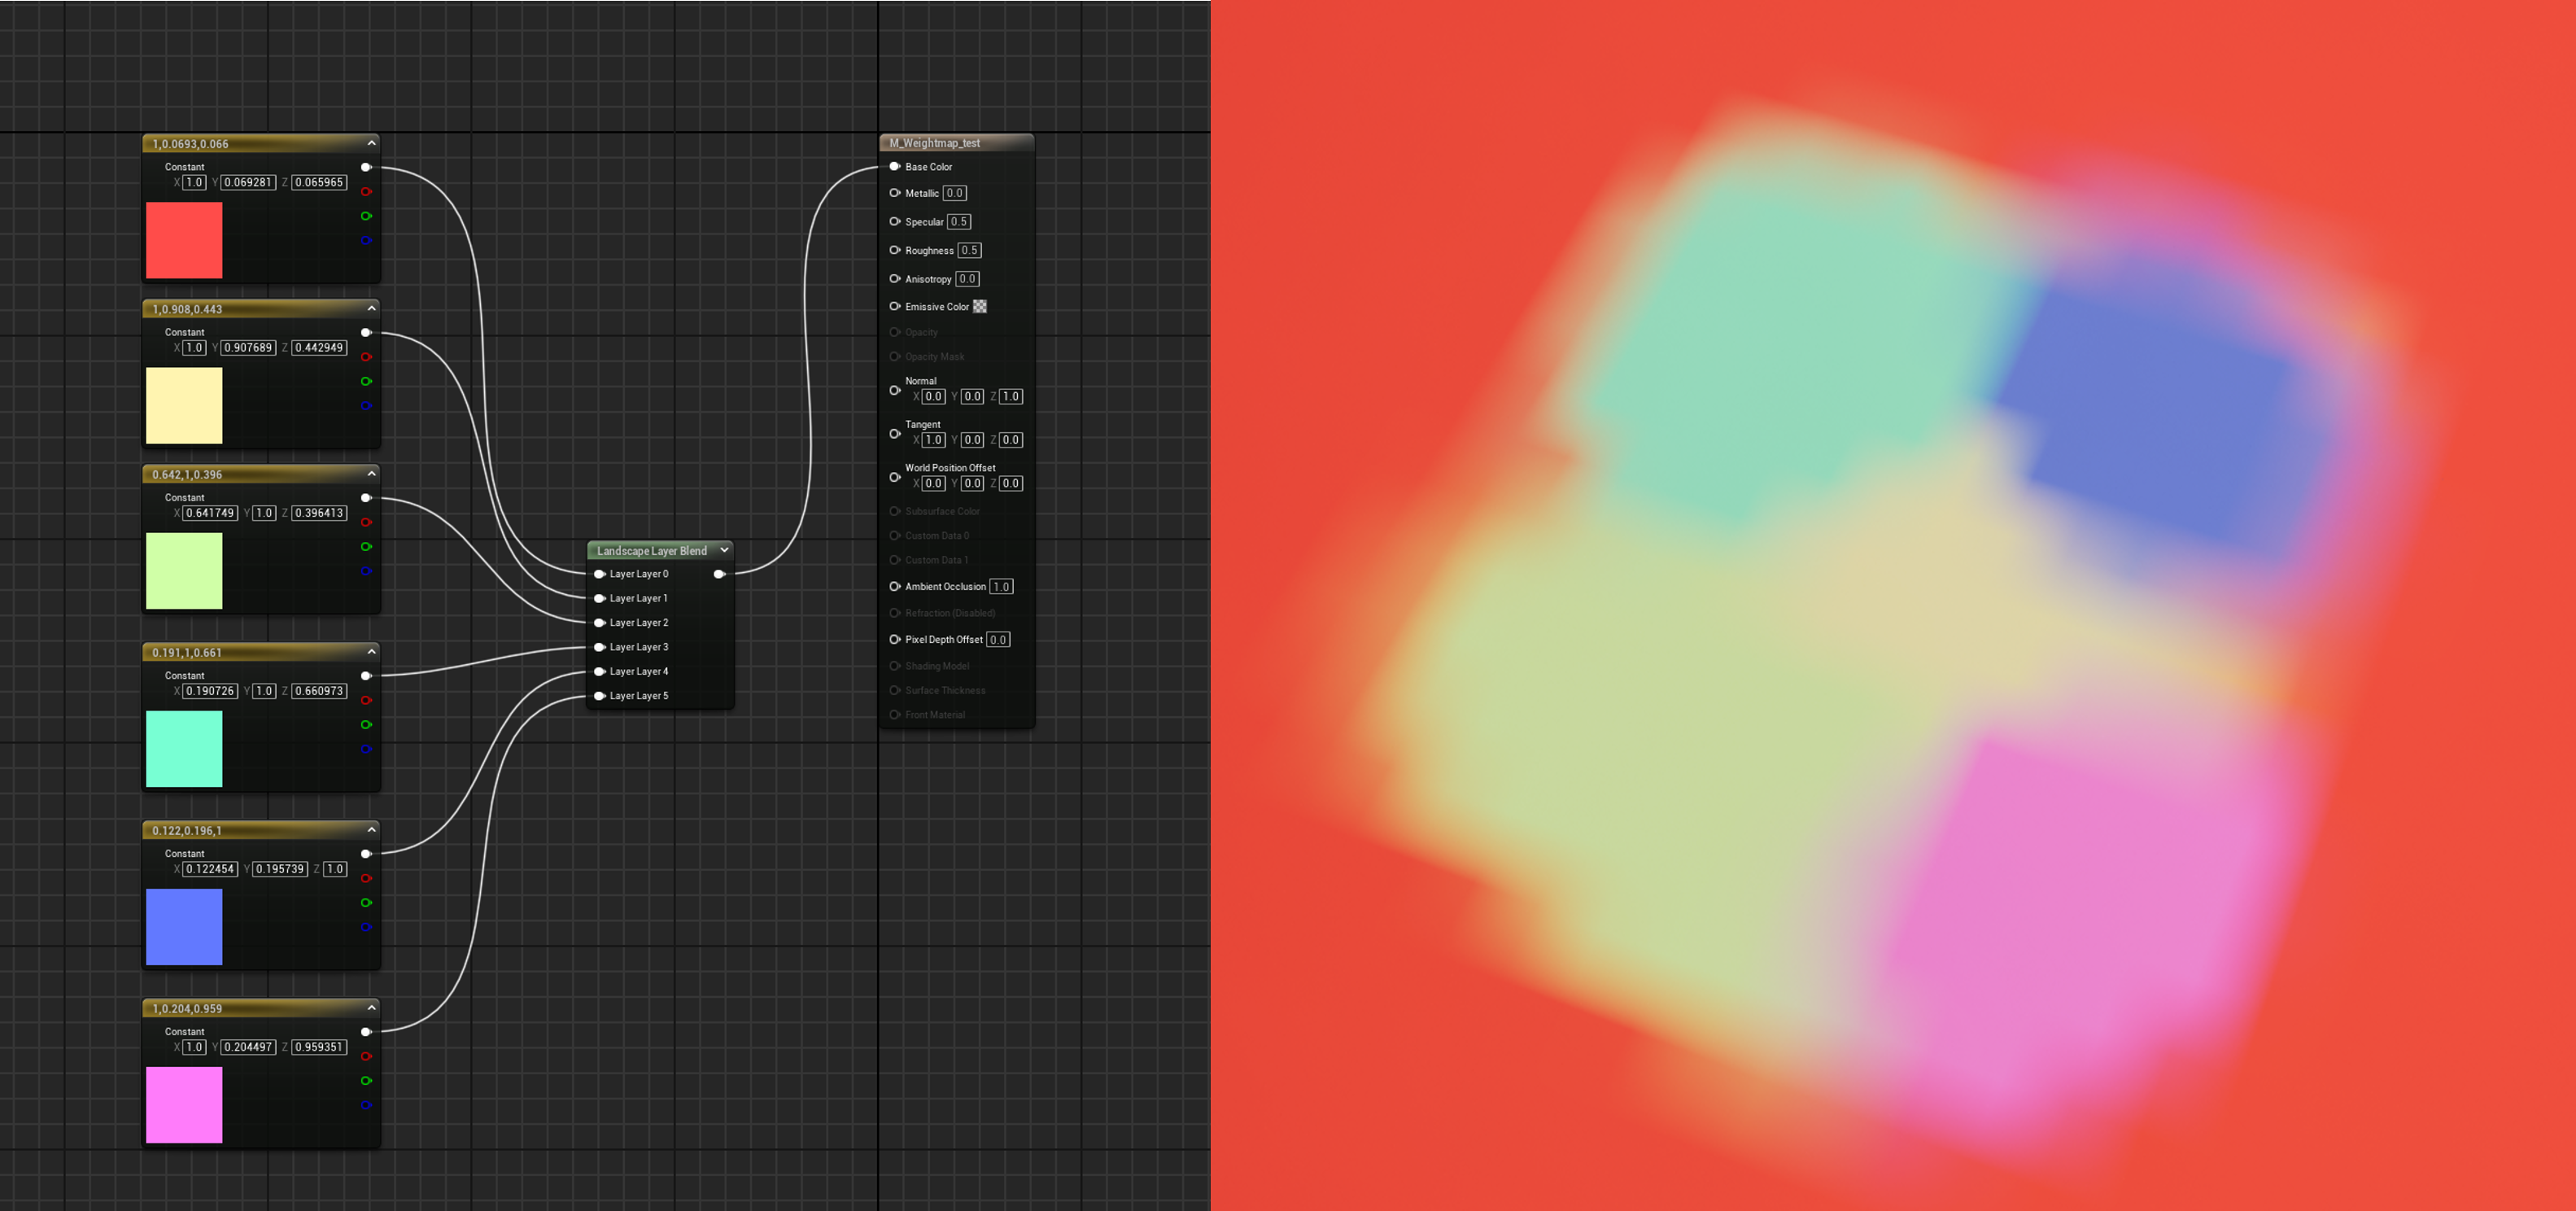 1,0.0693,0.066
Constant
X 1.0 Y 0.069281 Z 0.065965
1,0.908,0.443
Constant
X 1.0 Y 0.907689 Z 0.442949
0.642,1,0.396
Constant
X 0.641749 Y 1.0 Z 0.396413
0.191,1,0.661
Constant
X 0.190726 Y 1.0 Z 0.660973
0.122,0.196,1
Constant
X 0.122454 Y 0.195739 Z 1.0
1,0.204,0.959
Constant
X 1.0 Y 0.204497 Z 0.959351
Landscape Layer Blend
Layer Layer 0
Layer Layer 1
Layer Layer 2
Layer Layer 3
Layer Layer 4
Layer Layer 5
M_Weightmap_test
Base Color
Metallic 0.0
Specular 0.5
Roughness 0.5
Anisotropy 0.0
Emissive Color
Opacity
Opacity Mask
Normal
X 0.0 Y 0.0 Z 1.0
Tangent
X 1.0 Y 0.0 Z 0.0
World Position Offset
X 0.0 Y 0.0 Z 0.0
Subsurface Color
Custom Data 0
Custom Data 1
Ambient Occlusion 1.0
Refraction (Disabled)
Pixel Depth Offset 0.0
Shading Model
Surface Thickness
Front Material